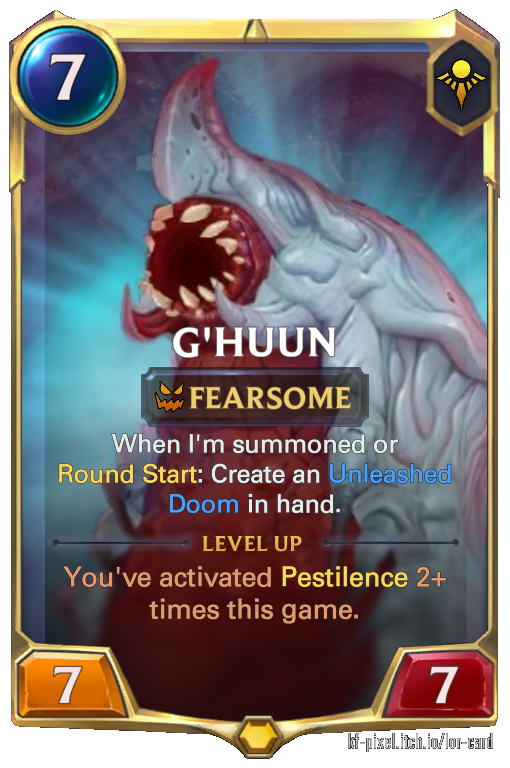 7
G'HUUN
FEARSOME
When I'm summoned or
Round Start: Create an Unleashed
Doom in hand.
LEVEL UP
You've activated Pestilence 2+
times this game.
7
7
kf-pixel.itch.io/lor-card